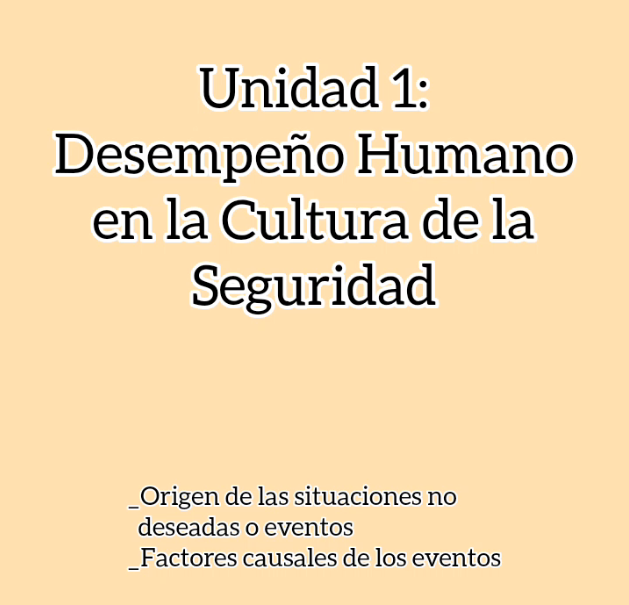 Unidad 1:
Desempeño Humano
en la Cultura de la
Seguridad
_Origen de las situaciones no
deseadas o eventos
_Factores causales de los eventos